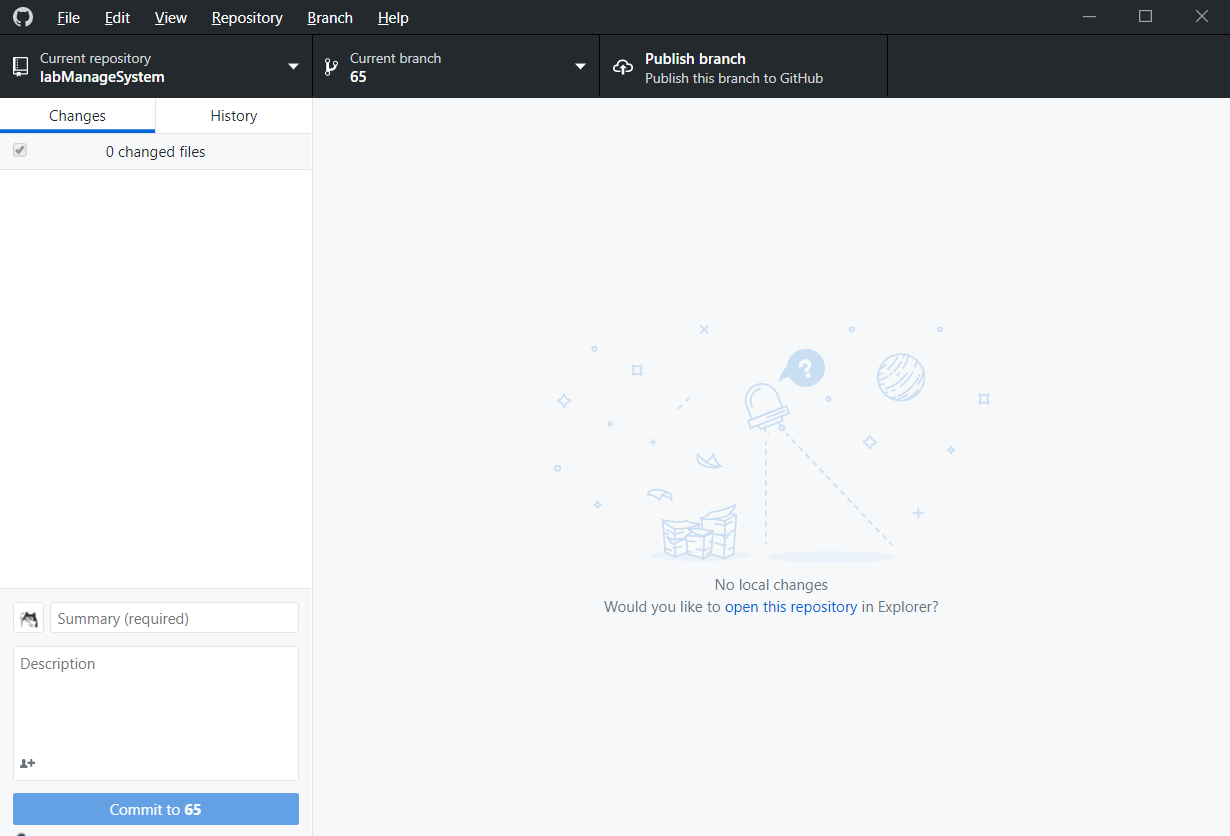 File Edit View Repository Branch Help
Current repository
labManageSystem
Current branch
65
Publish branch
Publish this branch to GitHub
Changes
History
0 changed files
?
No local changes
Would you like to open this repository in Explorer?
Summary (required)
Description
Commit to 65